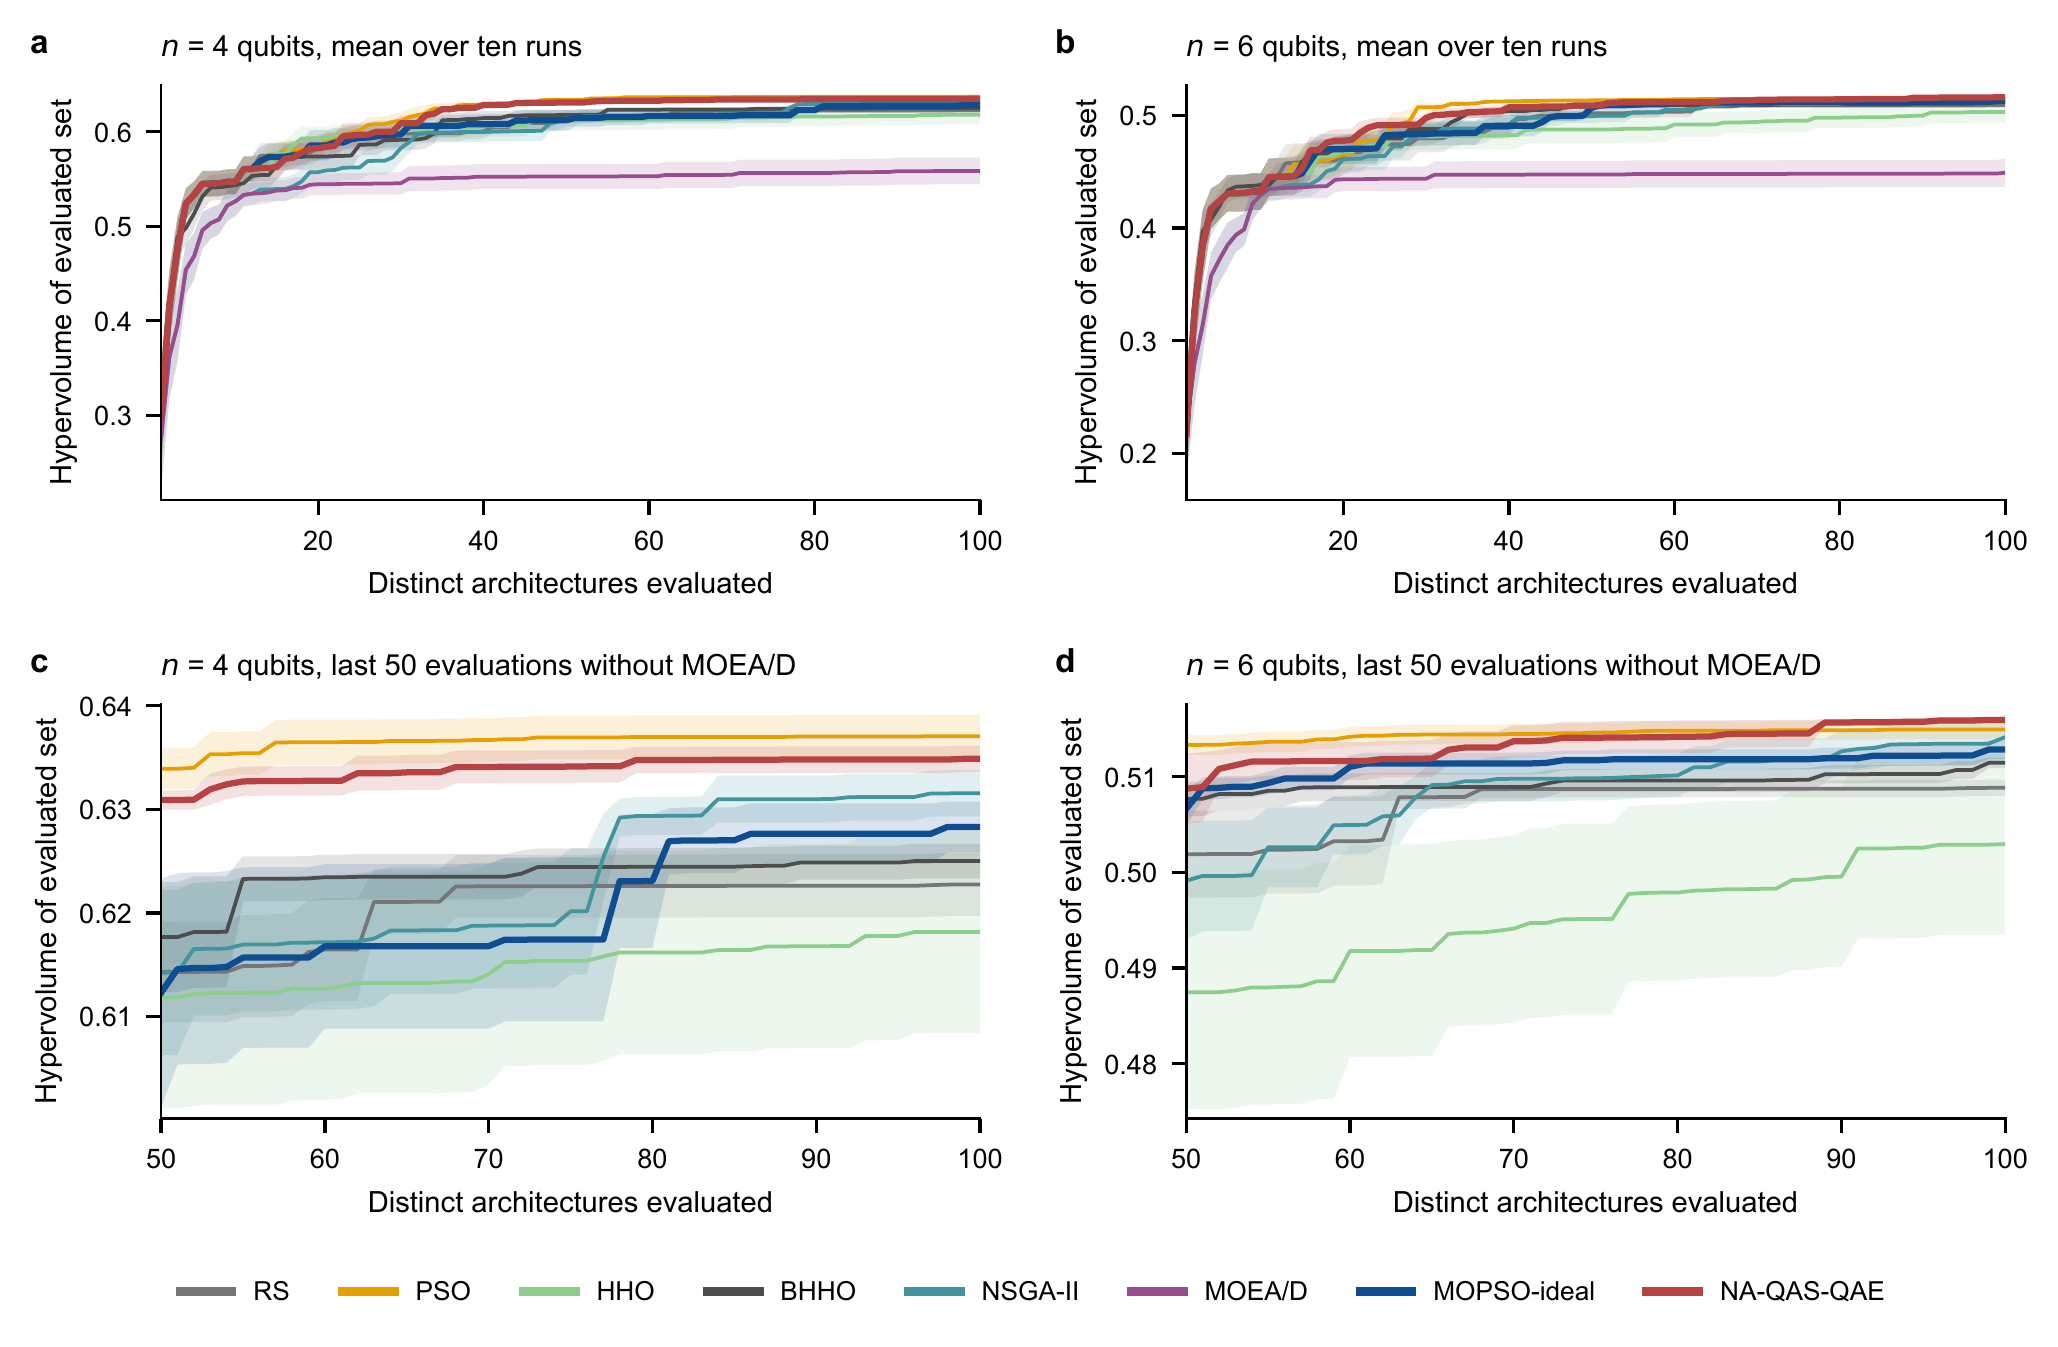 a
n = 4 qubits, mean over ten runs
Hypervolume of evaluated set
0.6
0.5
0.4
0.3
20
40
60
80
100
Distinct architectures evaluated
b
n = 6 qubits, mean over ten runs
Hypervolume of evaluated set
0.5
0.4
0.3
0.2
20
40
60
80
100
Distinct architectures evaluated
c
n = 4 qubits, last 50 evaluations without MOEA/D
Hypervolume of evaluated set
0.64
0.63
0.62
0.61
50
60
70
80
90
100
Distinct architectures evaluated
d
n = 6 qubits, last 50 evaluations without MOEA/D
Hypervolume of evaluated set
0.51
0.50
0.49
0.48
50
60
70
80
90
100
Distinct architectures evaluated
RS
PSO
HHO
BHHO
NSGA-II
MOEA/D
MOPSO-ideal
NA-QAS-QAE